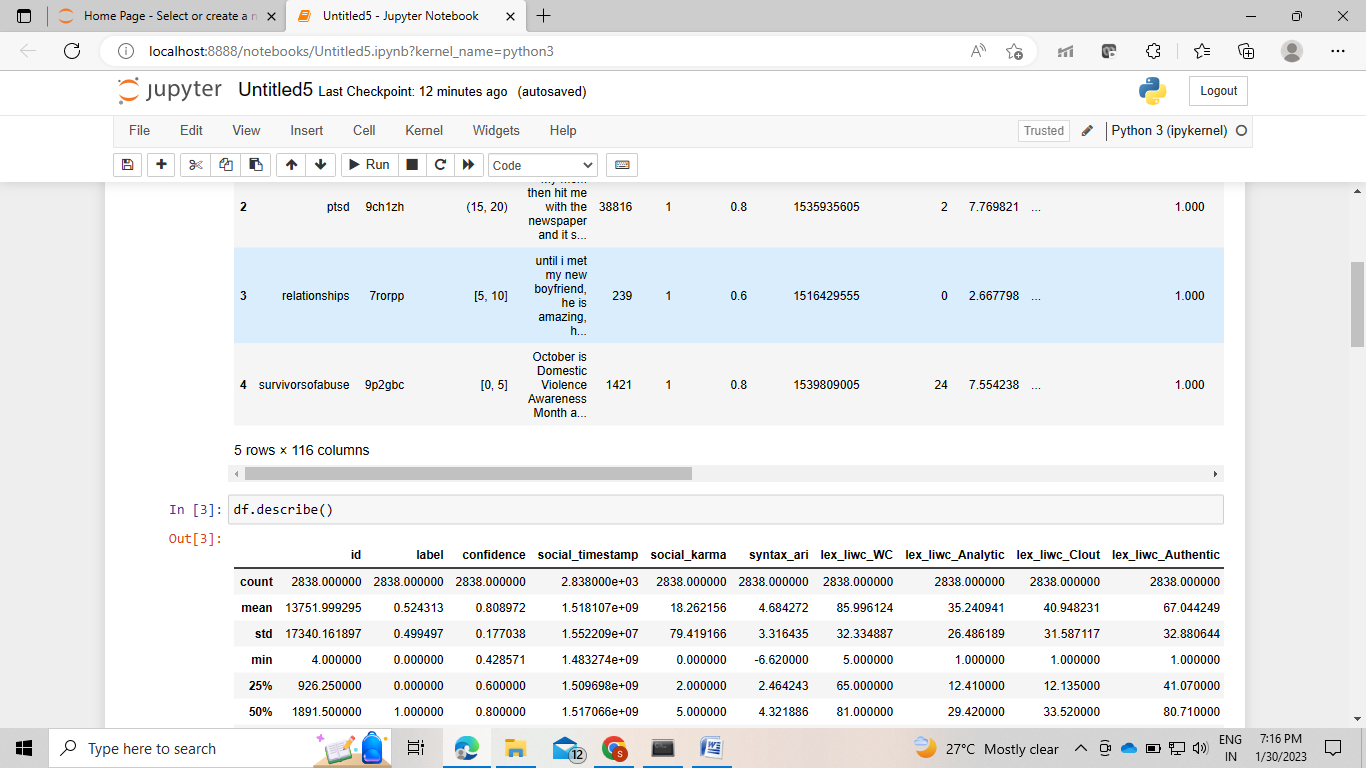 Home Page - Select or create a n
Untitled5 - Jupyter Notebook
localhost:8888/notebooks/Untitled5.ipynb?kernel_name=python3
jupyter Untitled5 Last Checkpoint: 12 minutes ago (autosaved)
Logout
File Edit View Insert Cell Kernel Widgets Help
Trusted Python 3 (ipykernel)
Run Code
then hit me
2 ptsd 9ch1zh (15, 20) with the 38816 1 0.8 1535935605 2 7.769821 ... 1.000
newspaper
and it s...
until i met
my new
boyfriend,
3 relationships 7rorpp [5, 10] he is 239 1 0.6 1516429555 0 2.667798 ... 1.000
amazing,
h...
October is
Domestic
4 survivorsofabuse 9p2gbc [0, 5] Violence 1421 1 0.8 1539809005 24 7.554238 ... 1.000
Awareness
Month a...
5 rows × 116 columns
In [3]: df.describe()
Out[3]:
id label confidence social_timestamp social_karma syntax_ari lex_liwc_WC lex_liwc_Analytic lex_liwc_Clout lex_liwc_Authentic
count 2838.000000 2838.000000 2838.000000 2.838000e+03 2838.000000 2838.000000 2838.000000 2838.000000 2838.000000 2838.000000
mean 13751.999295 0.524313 0.808972 1.518107e+09 18.262156 4.684272 85.996124 35.240941 40.948231 67.044249
std 17340.161897 0.499497 0.177038 1.552209e+07 79.419166 3.316435 32.334887 26.486189 31.587117 32.880644
min 4.000000 0.000000 0.428571 1.483274e+09 0.000000 -6.620000 5.000000 1.000000 1.000000 1.000000
25% 926.250000 0.000000 0.600000 1.509698e+09 2.000000 2.464243 65.000000 12.410000 12.135000 41.070000
50% 1891.500000 1.000000 0.800000 1.517066e+09 5.000000 4.321886 81.000000 29.420000 33.520000 80.710000
Type here to search
12
S
27°C Mostly clear
ENG
IN
7:16 PM
1/30/2023